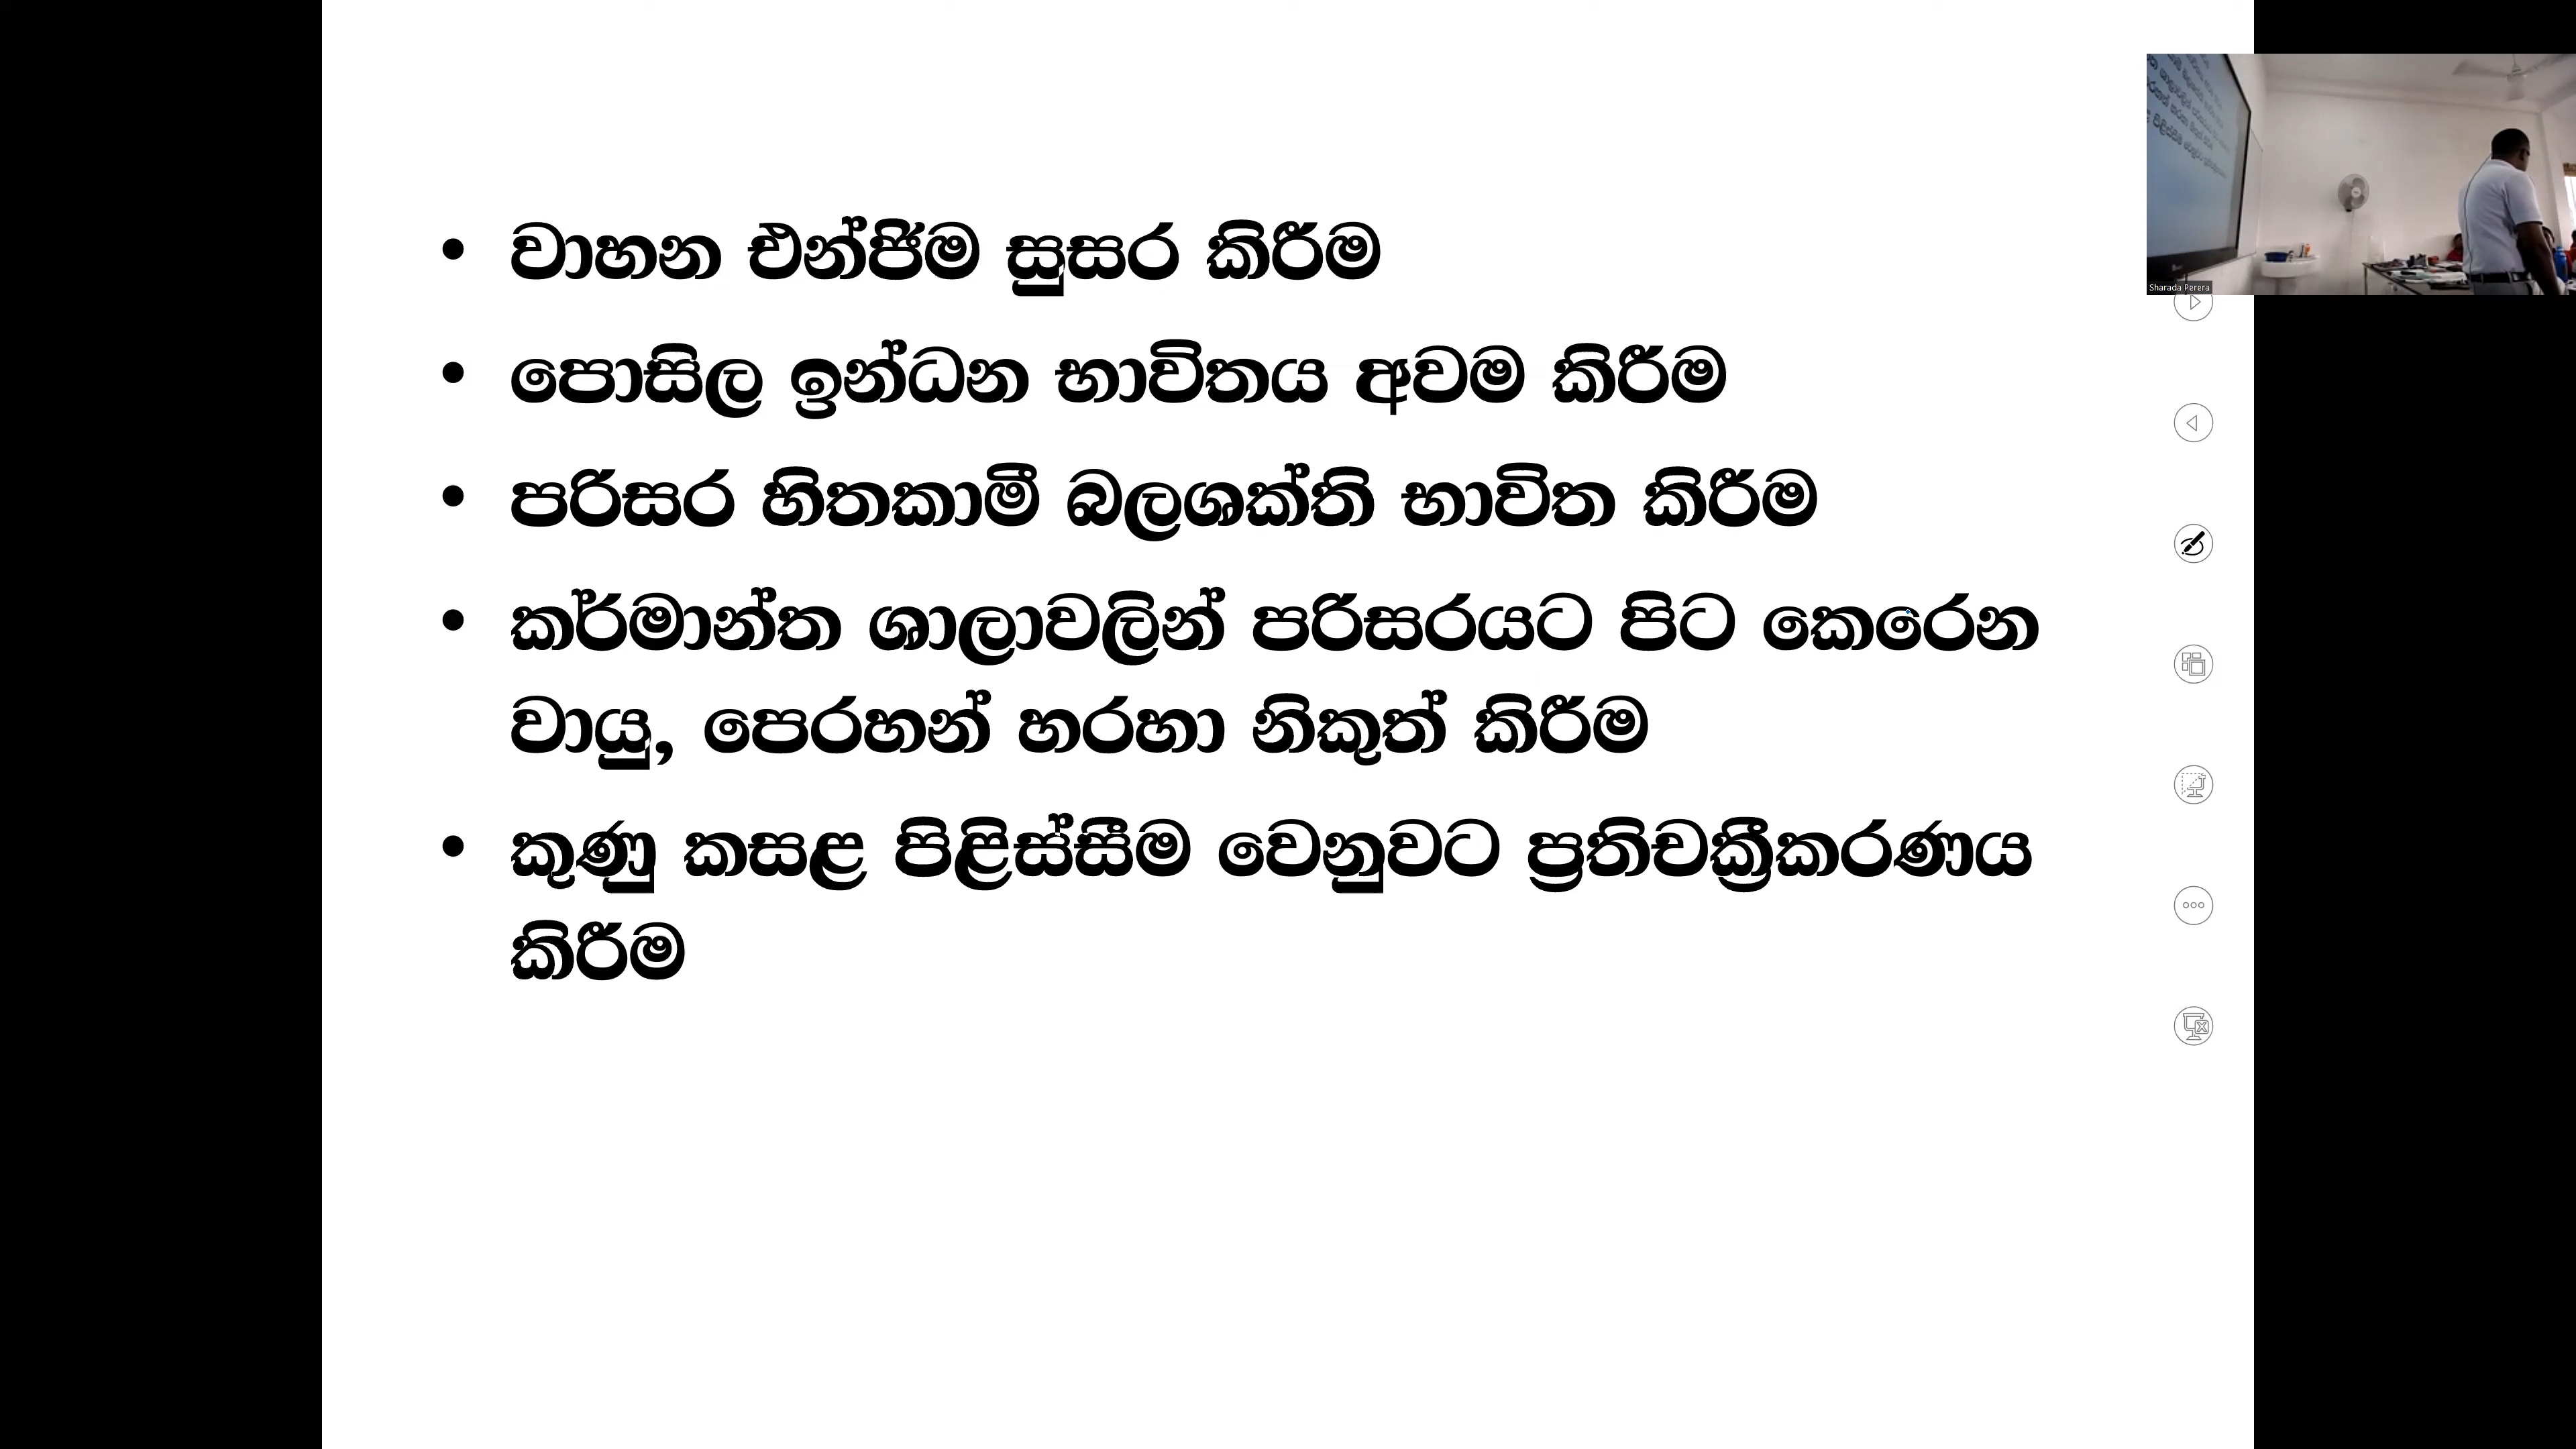 • වාහන එන්ජිම සුසර කිරීම
• පොසිල ඉන්ධන භාවිතය අවම කිරීම
• පරිසර හිතකාමී බලශක්ති භාවිත කිරීම
• කර්මාන්ත ශාලාවලින් පරිසරයට පිට කෙරෙන
වායු, පෙරහන් හරහා නිකුත් කිරීම
• කුණු කසළ පිළිස්සීම වෙනුවට ප්‍රතිචක්‍රීකරණය
කිරීම
Sharada Perera